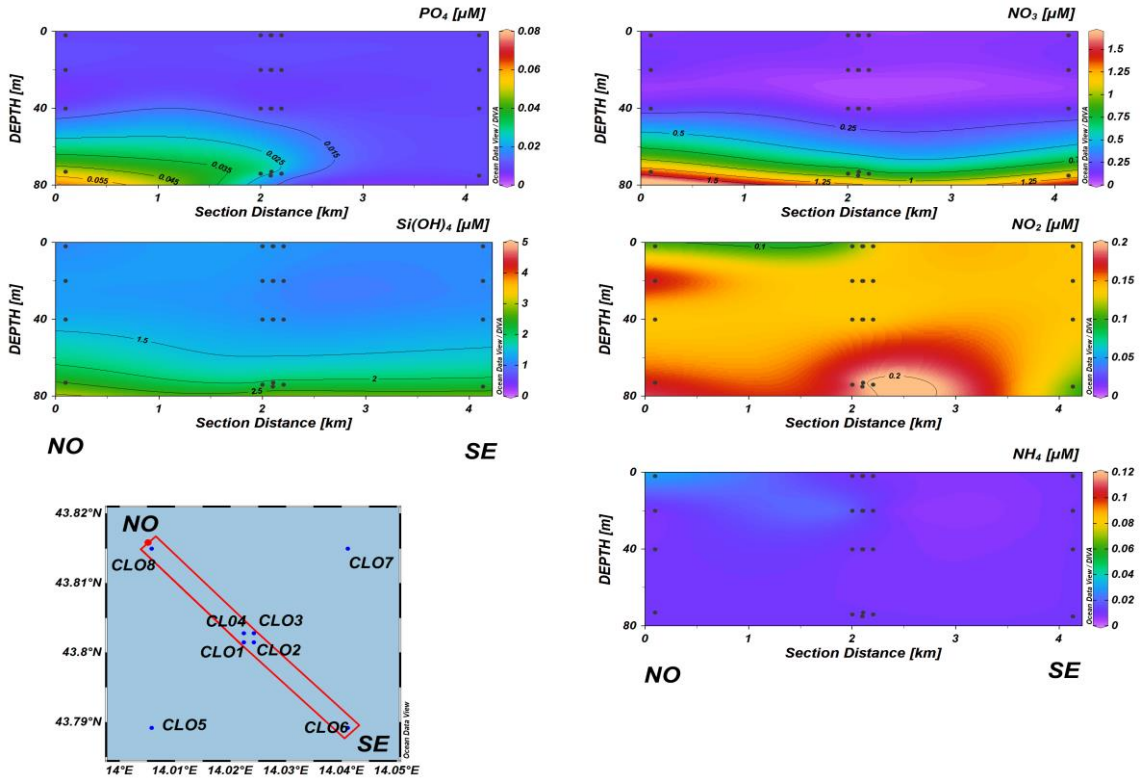 PO₄ [µM]
0
40
80
DEPTH [m]
0.015
0.025
0.035
0.045
0.055
0 1 2 3 4
Section Distance [km]
0.08
0.06
0.04
0.02
0
Ocean Data View / DIVA
NO₃ [µM]
0
40
80
DEPTH [m]
0.25
0.5
0.7
1
1.25
1.25
1.5
0 1 2 3 4
Section Distance [km]
1.5
1.25
1
0.75
0.5
0.25
0
Ocean Data View / DIVA
Si(OH)₄ [µM]
0
40
80
DEPTH [m]
1.5
2
2.5
0 1 2 3 4
Section Distance [km]
5
4
3
2
1
0
Ocean Data View / DIVA
NO SE
NO₂ [µM]
0
40
80
DEPTH [m]
0.1
0.2
0 1 2 3 4
Section Distance [km]
0.2
0.15
0.1
0.05
0
Ocean Data View / DIVA
NH₄ [µM]
0
40
80
DEPTH [m]
0 1 2 3 4
Section Distance [km]
0.12
0.1
0.08
0.06
0.04
0.02
0
Ocean Data View / DIVA
NO SE
43.82°N
43.81°N
43.8°N
43.79°N
NO
CLO8
CLO7
CL04 CLO3
CLO1 CLO2
CLO5
CLO6
SE
14°E 14.01°E 14.02°E 14.03°E 14.04°E 14.05°E
Ocean Data View